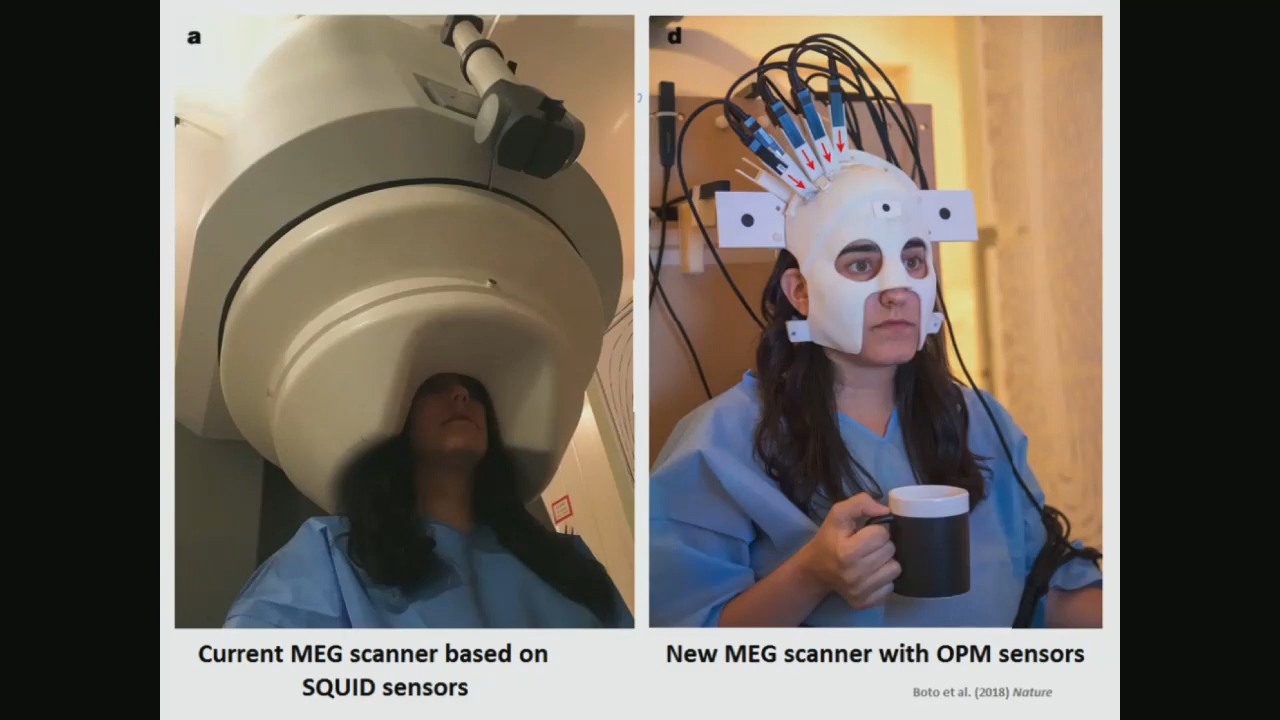 a
d
Current MEG scanner based on
SQUID sensors
New MEG scanner with OPM sensors
Boto et al. (2018) Nature